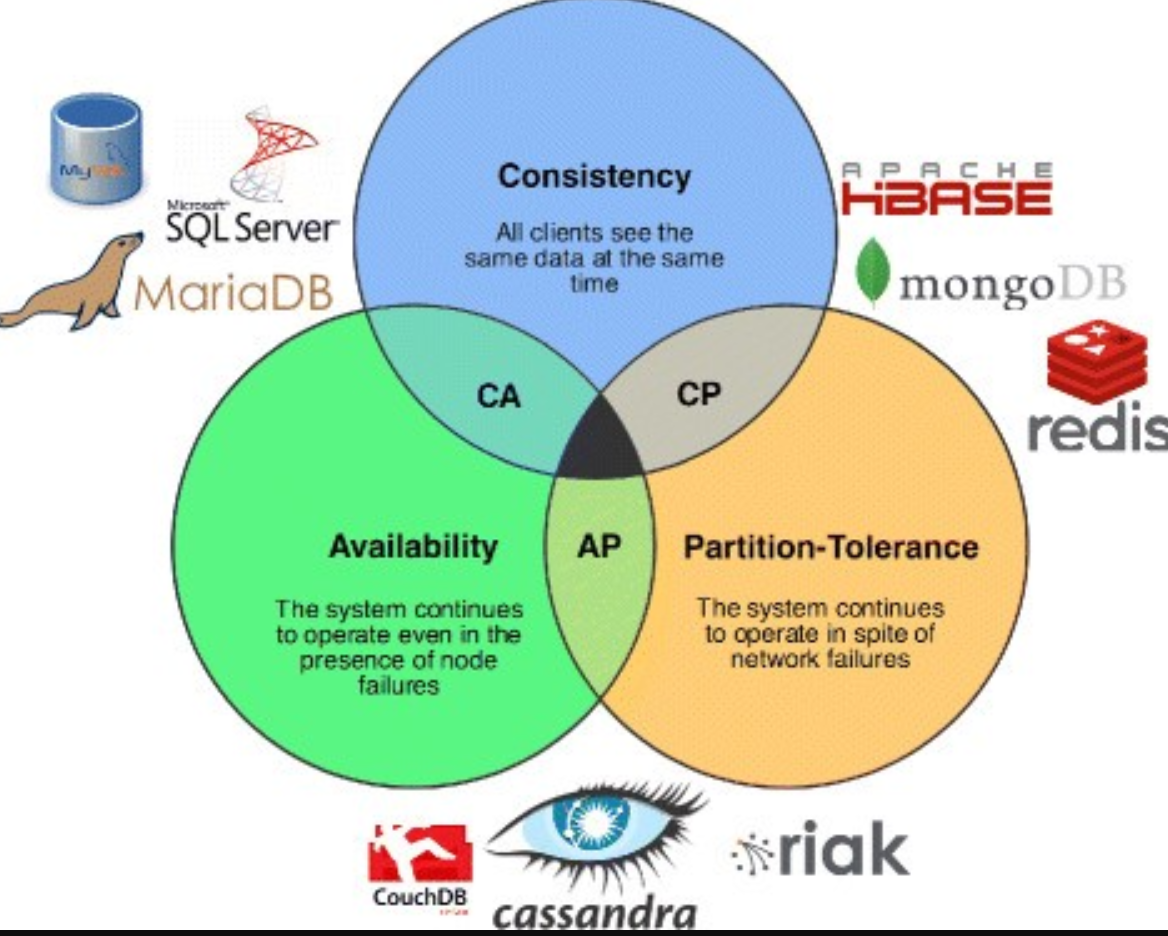 MySQL
Microsoft®
SQL Server
MariaDB
Consistency
All clients see the
same data at the same
time
APACHE
HBASE
mongoDB
redis
CA
CP
Availability
The system continues
to operate even in the
presence of node
failures
AP
Partition-Tolerance
The system continues
to operate in spite of
network failures
CouchDB
cassandra
riak